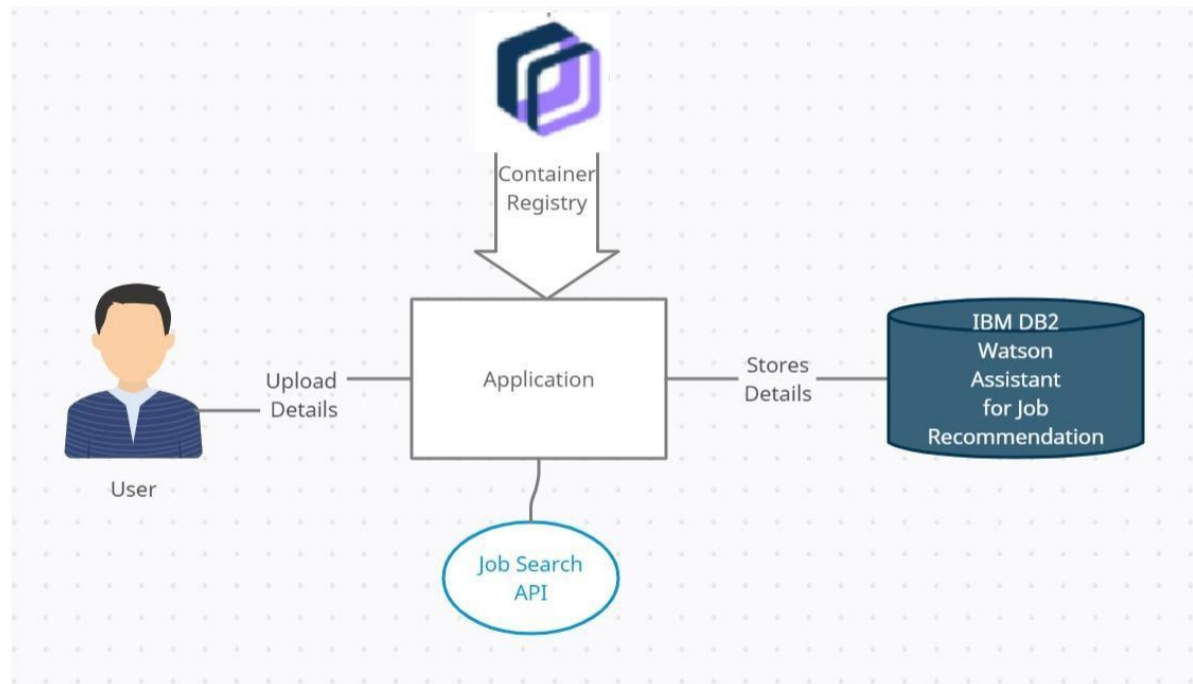 Container
Registry
Upload
Details
Application
Stores
Details
IBM DB2
Watson
Assistant
for Job
Recommendation
User
Job Search
API